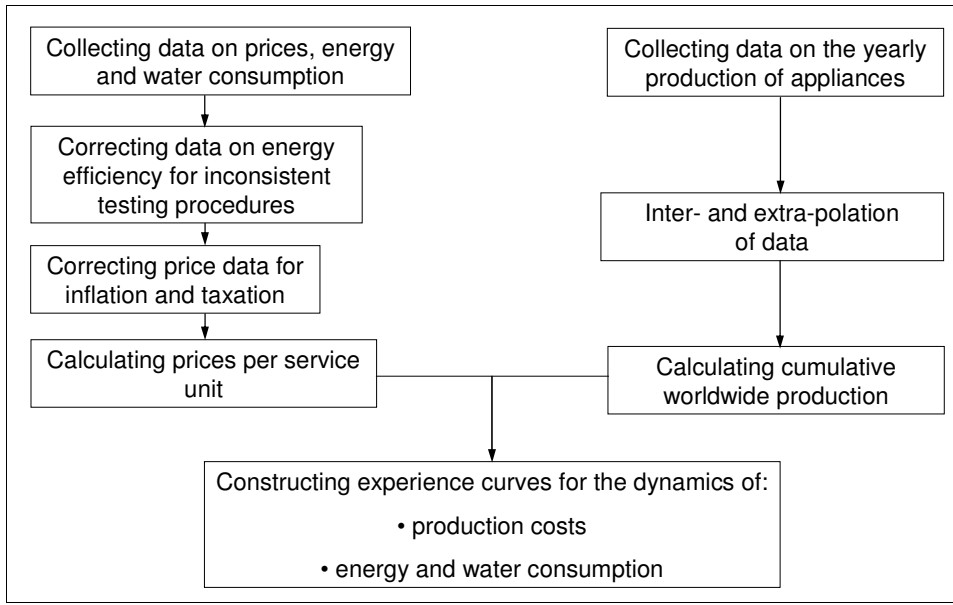 Collecting data on prices, energy
and water consumption
Correcting data on energy
efficiency for inconsistent
testing procedures
Correcting price data for
inflation and taxation
Calculating prices per service
unit
Collecting data on the yearly
production of appliances
Inter- and extra-polation
of data
Calculating cumulative
worldwide production
Constructing experience curves for the dynamics of:
• production costs
• energy and water consumption